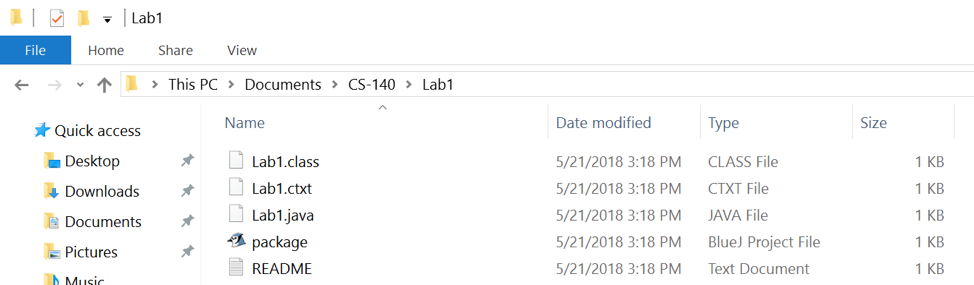 Lab1
File Home Share View
This PC Documents CS-140 Lab1
Name Date modified Type Size
Quick access
Desktop
Downloads
Documents
Pictures
Music
Lab1.class 5/21/2018 3:18 PM CLASS File 1 KB
Lab1.ctxt 5/21/2018 3:18 PM CTXT File 1 KB
Lab1.java 5/21/2018 3:18 PM JAVA File 1 KB
package 5/21/2018 3:18 PM BlueJ Project File 1 KB
README 5/21/2018 3:18 PM Text Document 1 KB